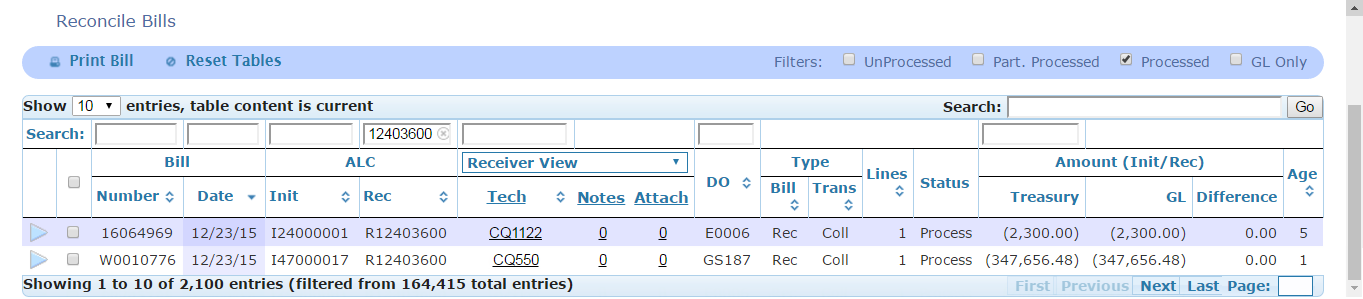 Reconcile Bills
Print Bill Reset Tables Filters: UnProcessed Part. Processed Processed GL Only
Show 10 entries, table content is current Search: Go
Search: 12403600
Bill ALC Receiver View DO Type Lines Status Amount (Init/Rec) Age
Number Date Init Rec Tech Notes Attach Bill Trans Treasury GL Difference
16064969 12/23/15 I24000001 R12403600 CQ1122 0 0 E0006 Rec Coll 1 Process (2,300.00) (2,300.00) 0.00 5
W0010776 12/23/15 I47000017 R12403600 CQ550 0 0 GS187 Rec Coll 1 Process (347,656.48) (347,656.48) 0.00 1
Showing 1 to 10 of 2,100 entries (filtered from 164,415 total entries) First Previous Next Last Page: